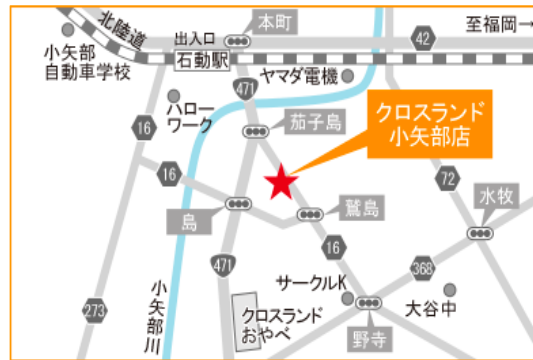 北陸道
出入口
本町
42
至福岡→
小矢部
自動車学校
石動駅
ヤマダ電機
471
ハロー
ワーク
茄子島
クロスランド
小矢部店
16
16
72
島
鷲島
水牧
16
471
368
サークルK
大谷中
273
小矢部川
クロスランド
おやべ
野寺